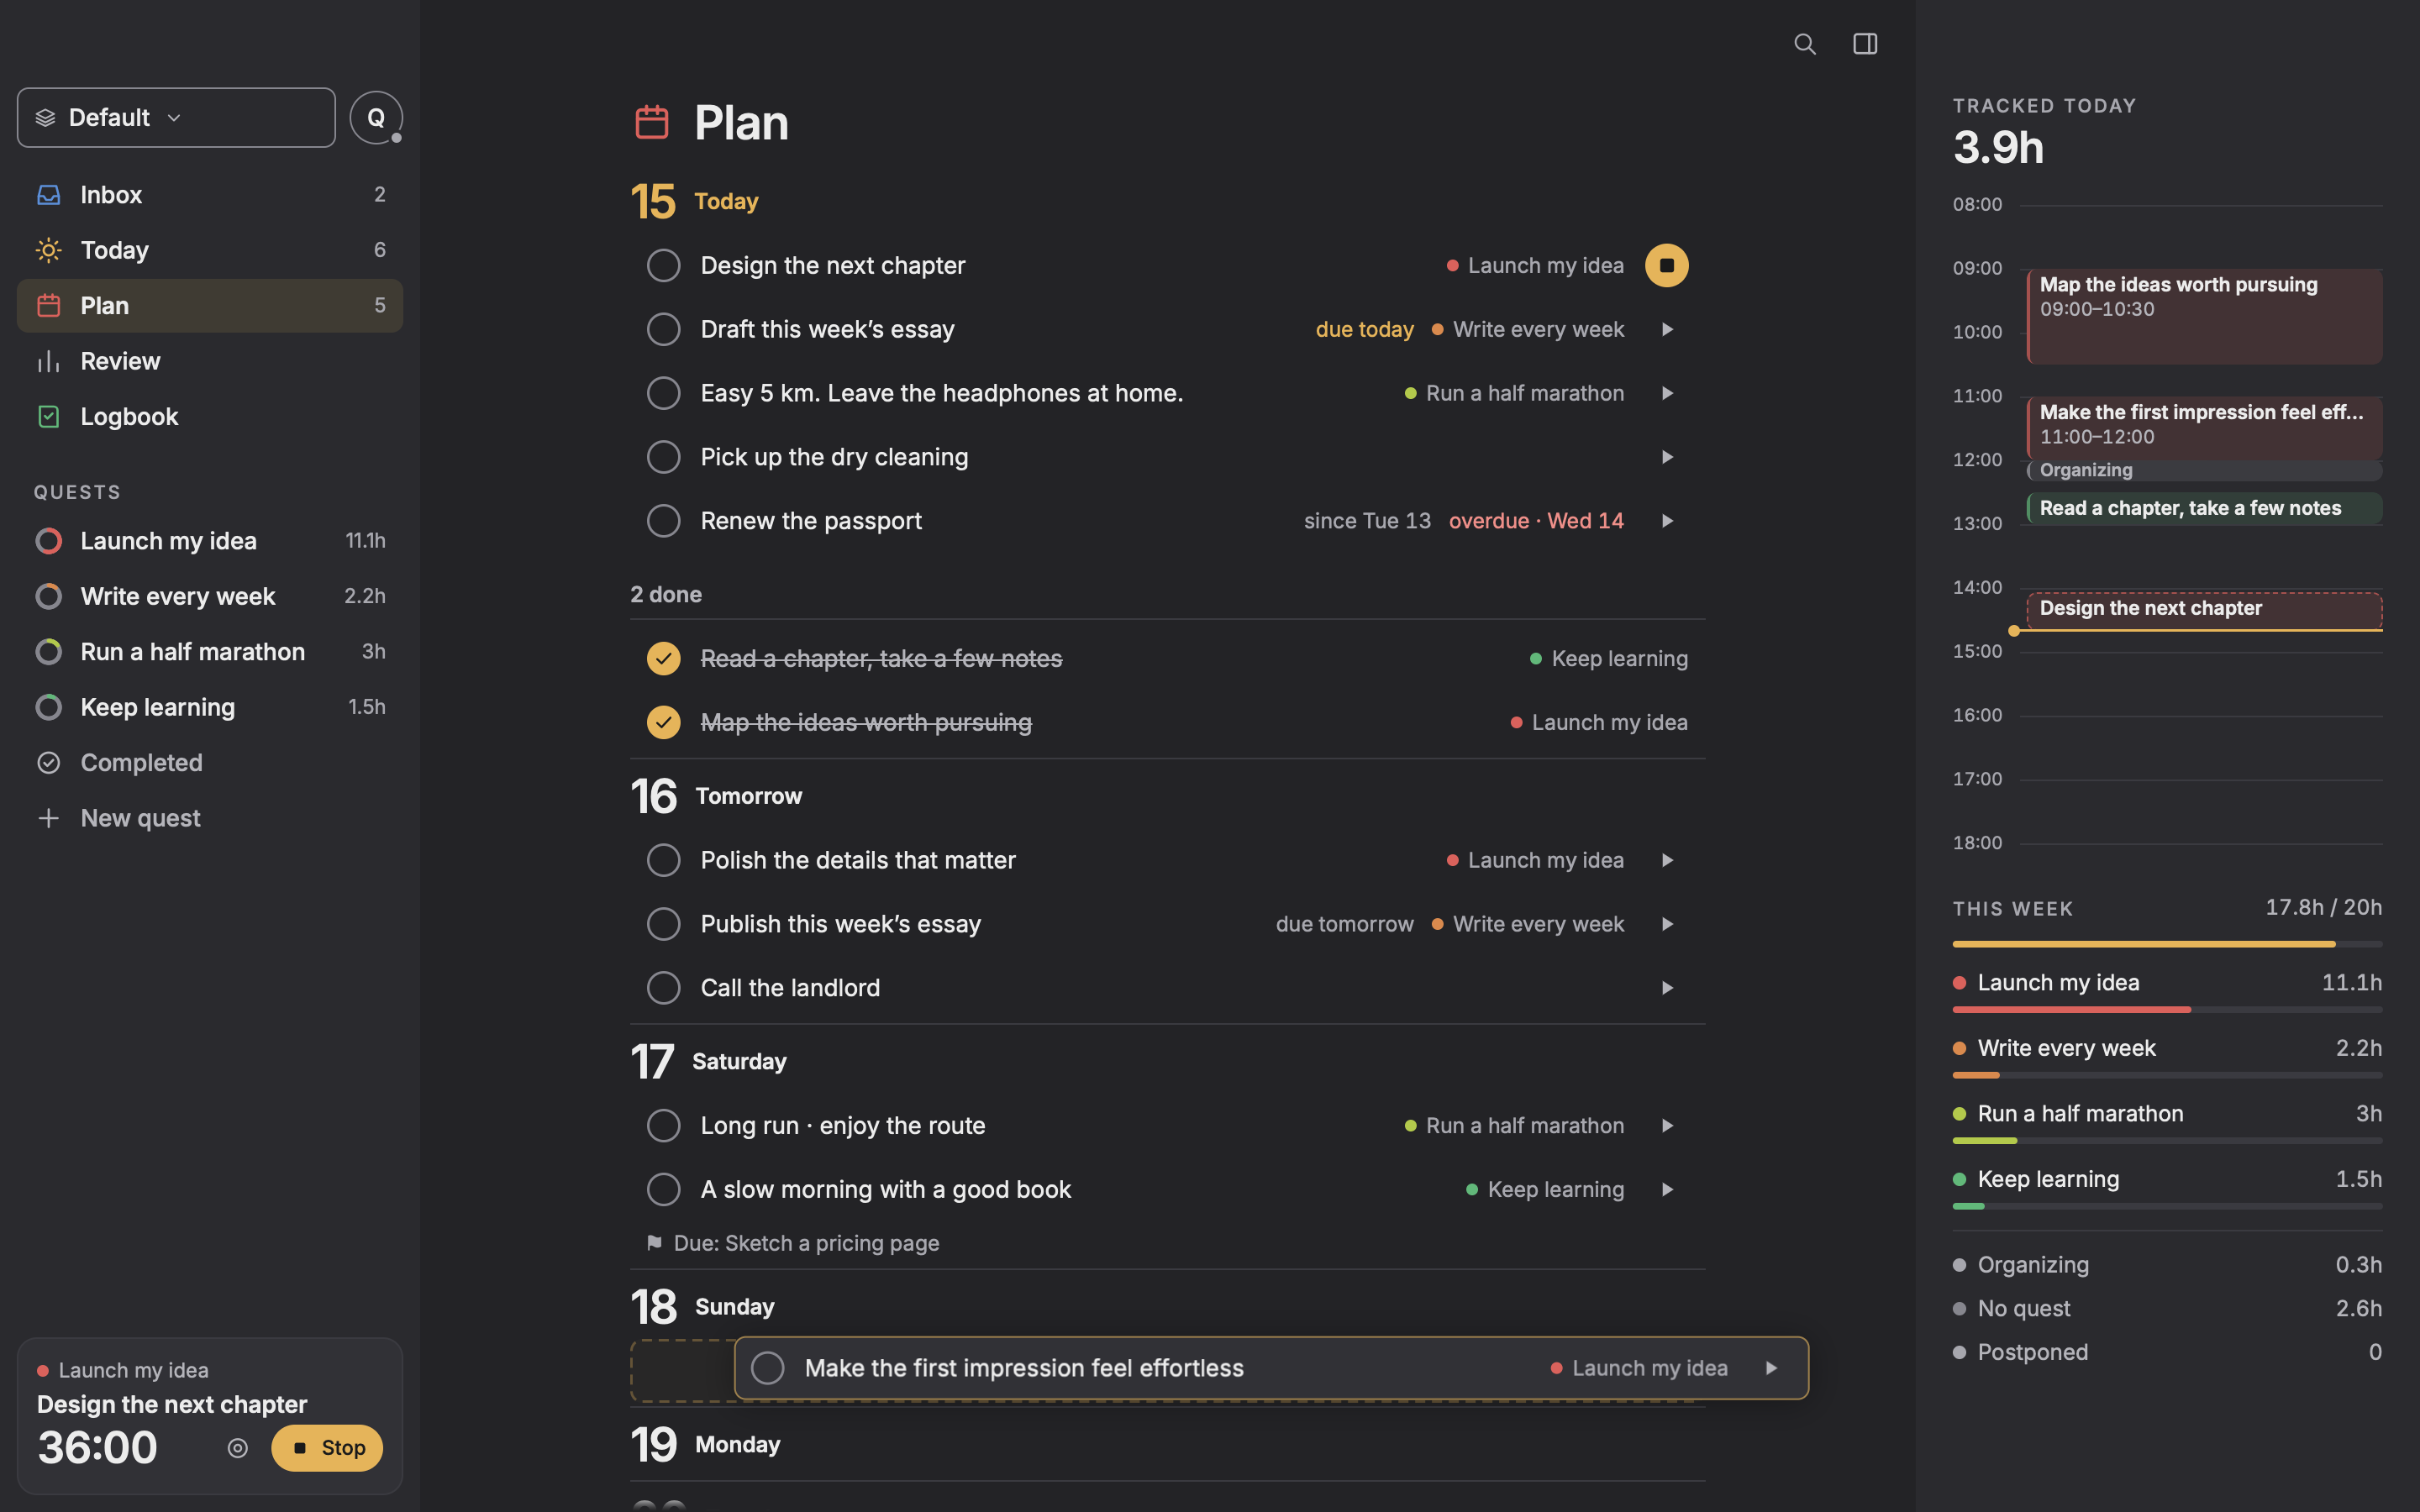 Default
Q
Inbox 2
Today 6
Plan 5
Review
Logbook
QUESTS
Launch my idea 11.1h
Write every week 2.2h
Run a half marathon 3h
Keep learning 1.5h
Completed
New quest
Launch my idea
Design the next chapter
36:00 Stop
Plan
15 Today
Design the next chapter Launch my idea
Draft this week’s essay due today Write every week
Easy 5 km. Leave the headphones at home. Run a half marathon
Pick up the dry cleaning
Renew the passport since Tue 13 overdue · Wed 14
2 done
Read a chapter, take a few notes Keep learning
Map the ideas worth pursuing Launch my idea
16 Tomorrow
Polish the details that matter Launch my idea
Publish this week’s essay due tomorrow Write every week
Call the landlord
17 Saturday
Long run · enjoy the route Run a half marathon
A slow morning with a good book Keep learning
Due: Sketch a pricing page
18 Sunday
Make the first impression feel effortless Launch my idea
19 Monday
TRACKED TODAY
3.9h
08:00
09:00
Map the ideas worth pursuing
09:00–10:30
10:00
11:00
Make the first impression feel eff...
11:00–12:00
12:00
Organizing
Read a chapter, take a few notes
13:00
14:00
Design the next chapter
15:00
16:00
17:00
18:00
THIS WEEK 17.8h / 20h
Launch my idea 11.1h
Write every week 2.2h
Run a half marathon 3h
Keep learning 1.5h
Organizing 0.3h
No quest 2.6h
Postponed 0